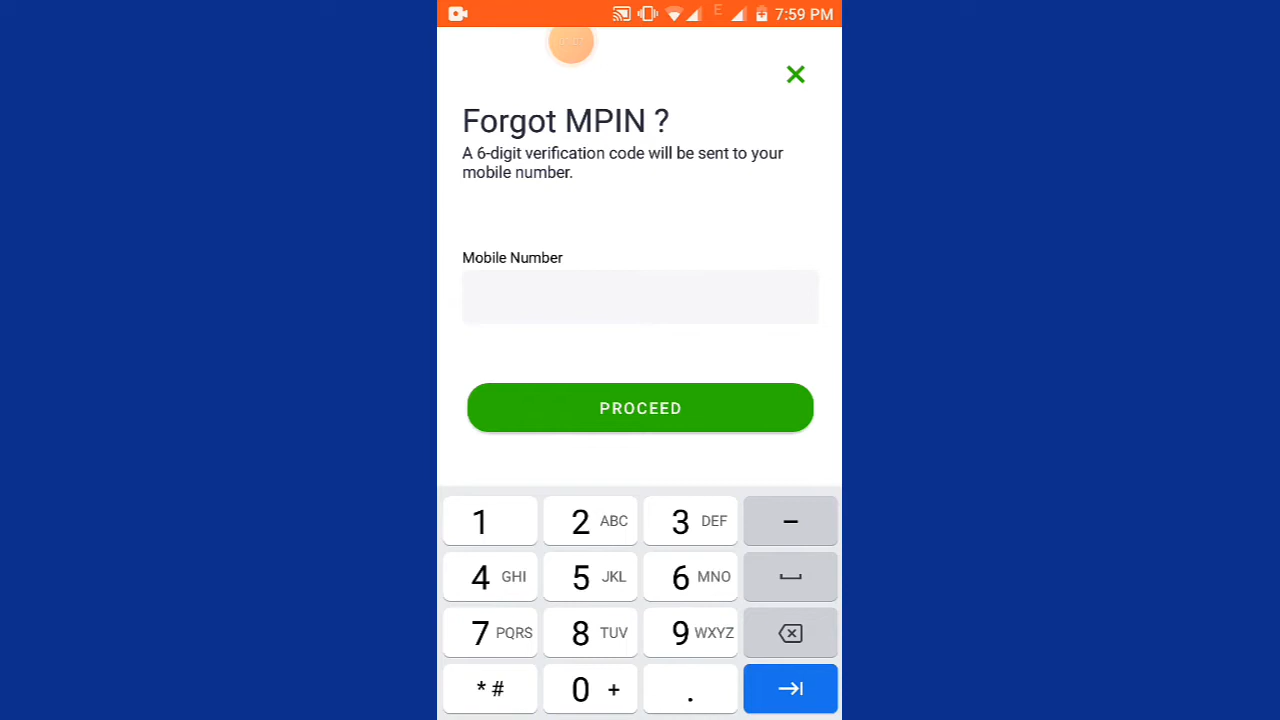 E 7:59 PM
Forgot MPIN ?
A 6-digit verification code will be sent to your
mobile number.
Mobile Number
PROCEED
1 2 ABC 3 DEF –
4 GHI 5 JKL 6 MNO
7 PQRS 8 TUV 9 WXYZ
* # 0 + .